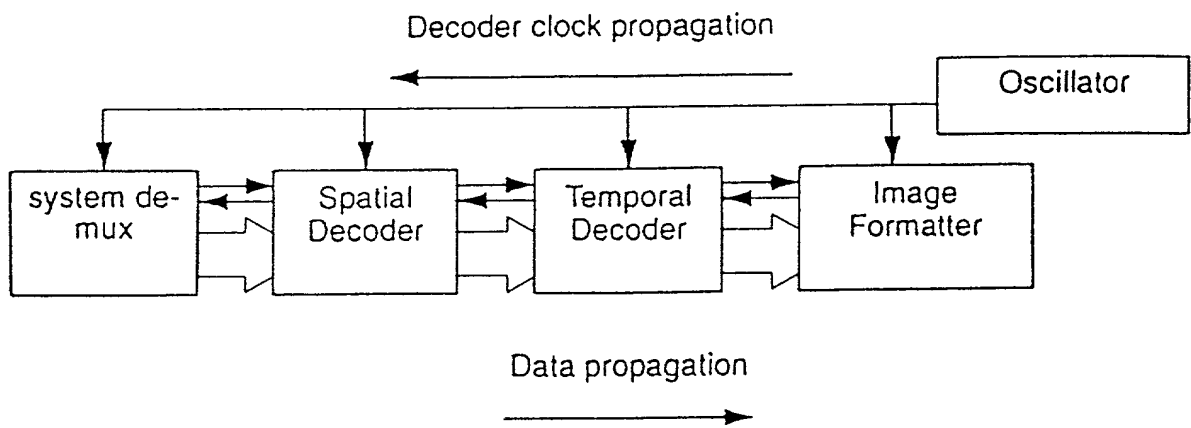 Decoder clock propagation
Oscillator
system de-
mux
Spatial
Decoder
Temporal
Decoder
Image
Formatter
Data propagation